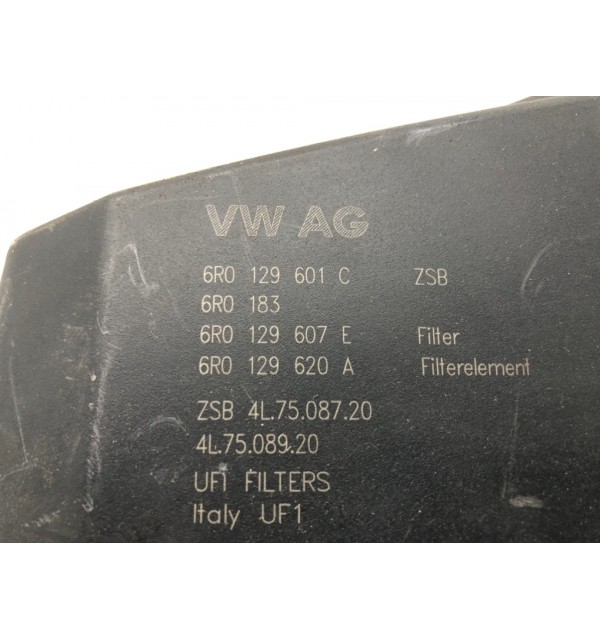 VW AG
6R0 129 601 C ZSB
6R0 183
6R0 129 607 E Filter
6R0 129 620 A Filterelement
ZSB 4L.75.087.20
4L.75.089.20
UFI FILTERS
Italy UF1